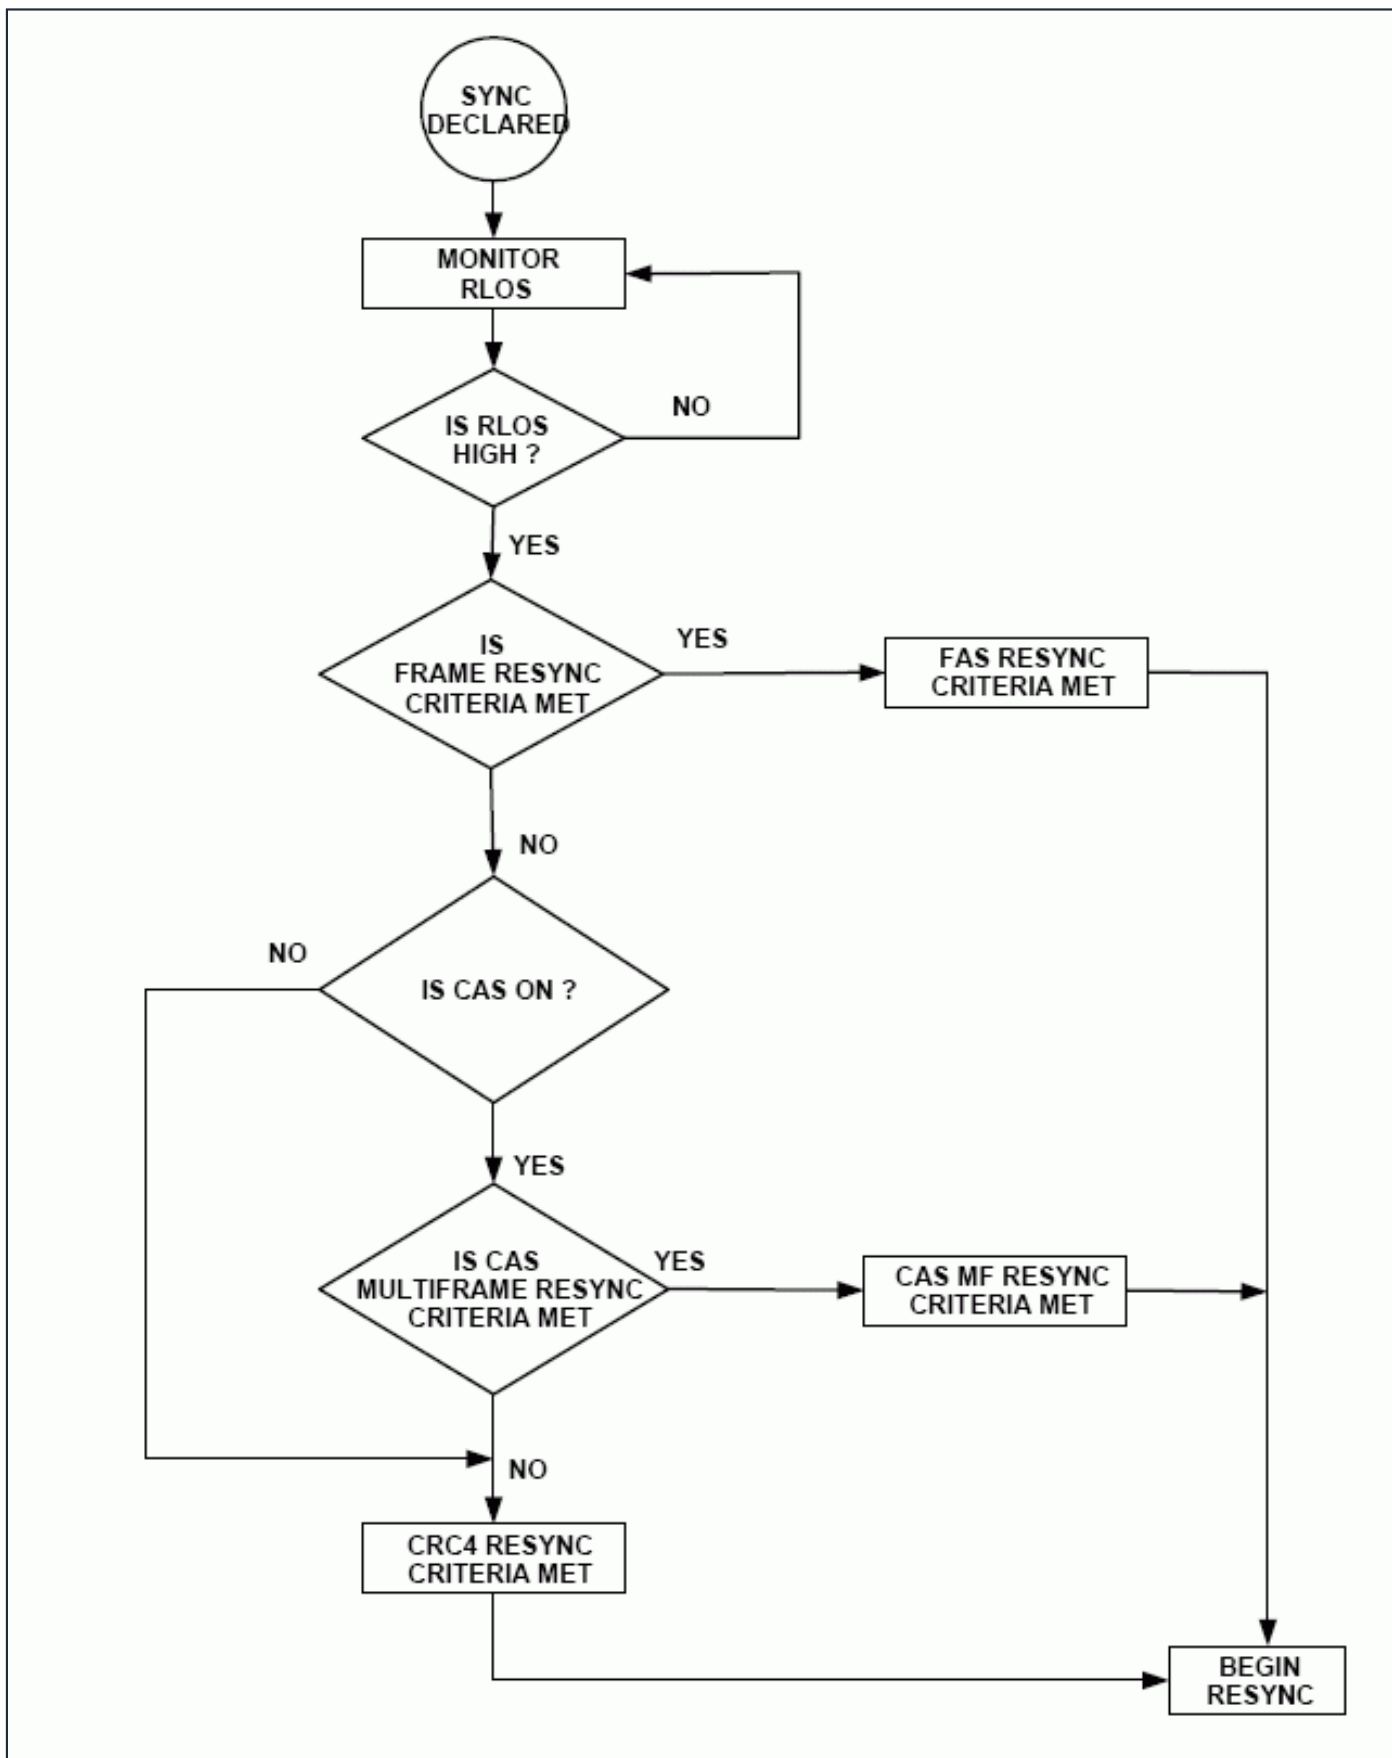 SYNC
DECLARED
MONITOR
RLOS
IS RLOS
HIGH ?
NO
YES
IS
FRAME RESYNC
CRITERIA MET
YES
FAS RESYNC
CRITERIA MET
NO
IS CAS ON ?
NO
YES
IS CAS
MULTIFRAME RESYNC
CRITERIA MET
YES
CAS MF RESYNC
CRITERIA MET
NO
CRC4 RESYNC
CRITERIA MET
BEGIN
RESYNC